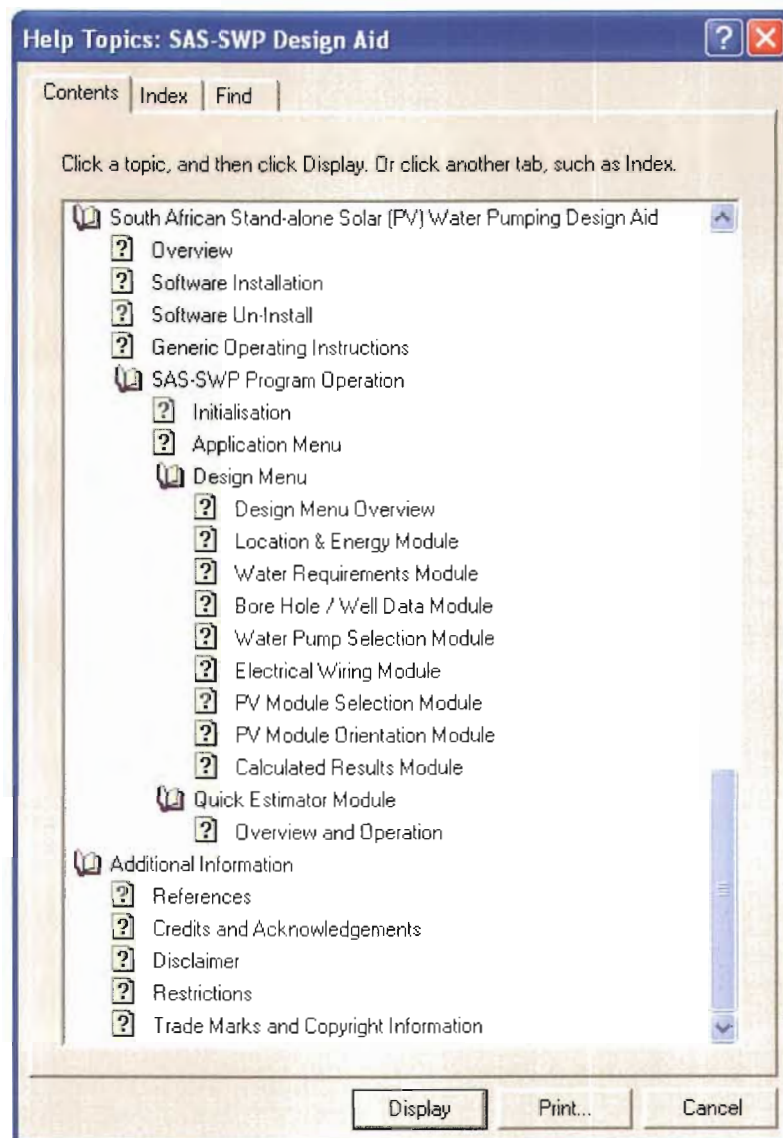 Help Topics: SAS-SWP Design Aid
Contents Index Find
Click a topic, and then click Display. Or click another tab, such as Index.
South African Stand-alone Solar (PV) Water Pumping Design Aid
Overview
Software Installation
Software Un-Install
Generic Operating Instructions
SAS-SWP Program Operation
Initialisation
Application Menu
Design Menu
Design Menu Overview
Location & Energy Module
Water Requirements Module
Bore Hole / Well Data Module
Water Pump Selection Module
Electrical Wiring Module
PV Module Selection Module
PV Module Orientation Module
Calculated Results Module
Quick Estimator Module
Overview and Operation
Additional Information
References
Credits and Acknowledgements
Disclaimer
Restrictions
Trade Marks and Copyright Information
Display Print... Cancel